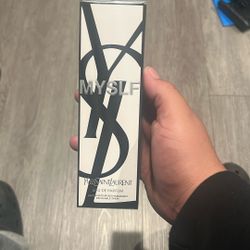 MYSLF
YVESSAINTLAURENT
EAU DE PARFUM